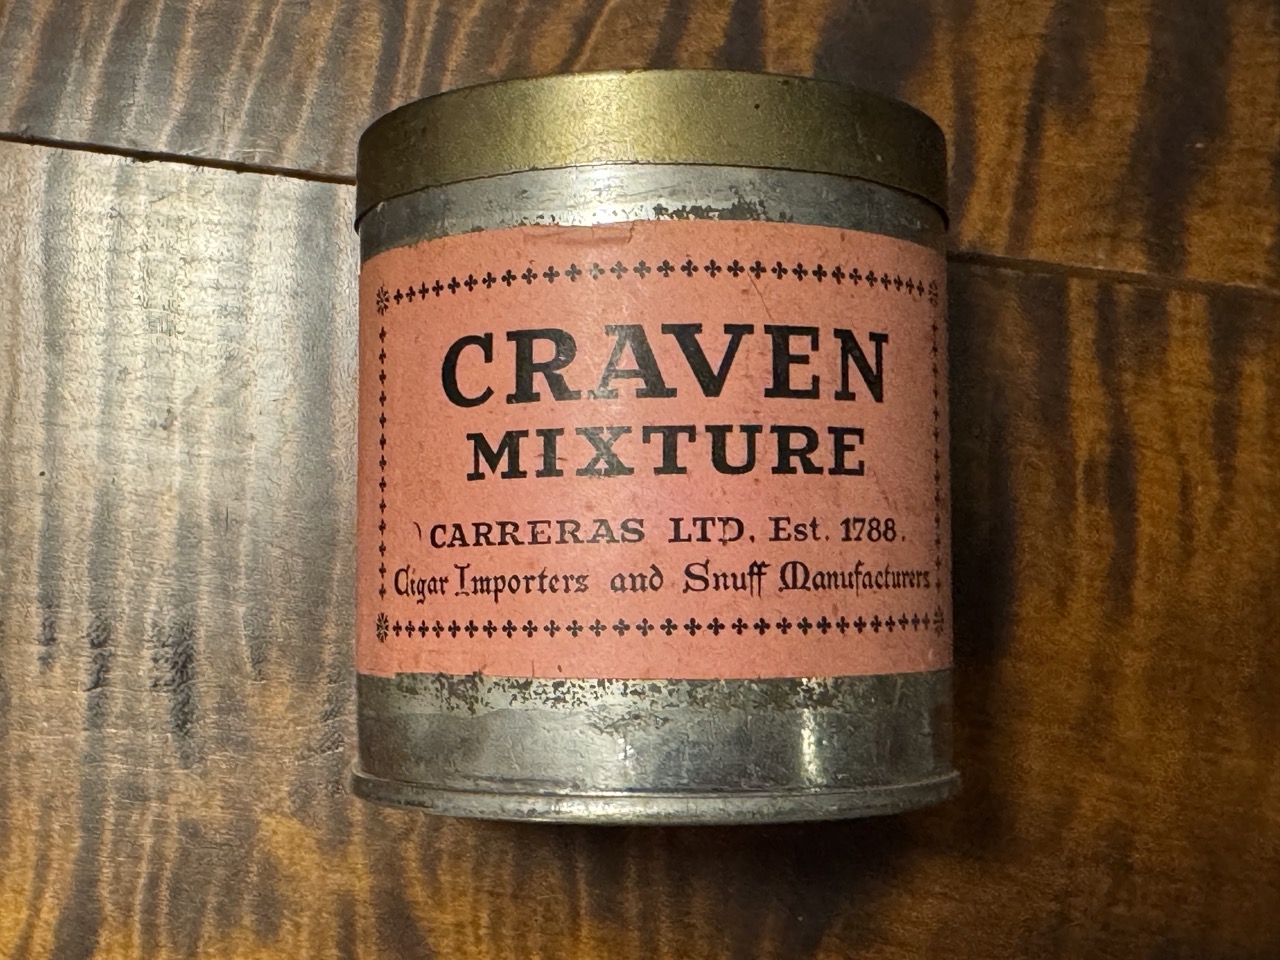 CRAVEN
MIXTURE
CARRERAS LTD. Est. 1788.
Cigar Importers and Snuff Manufacturers